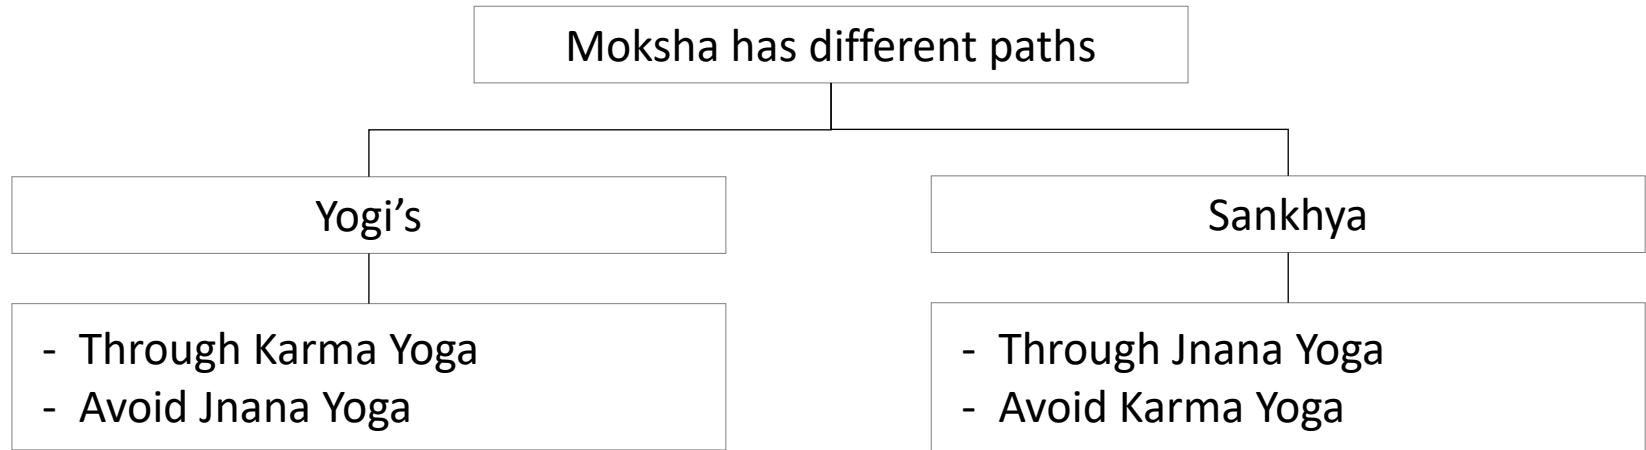 Moksha has different paths
Yogi’s
Sankhya
- Through Karma Yoga
- Avoid Jnana Yoga
- Through Jnana Yoga
- Avoid Karma Yoga